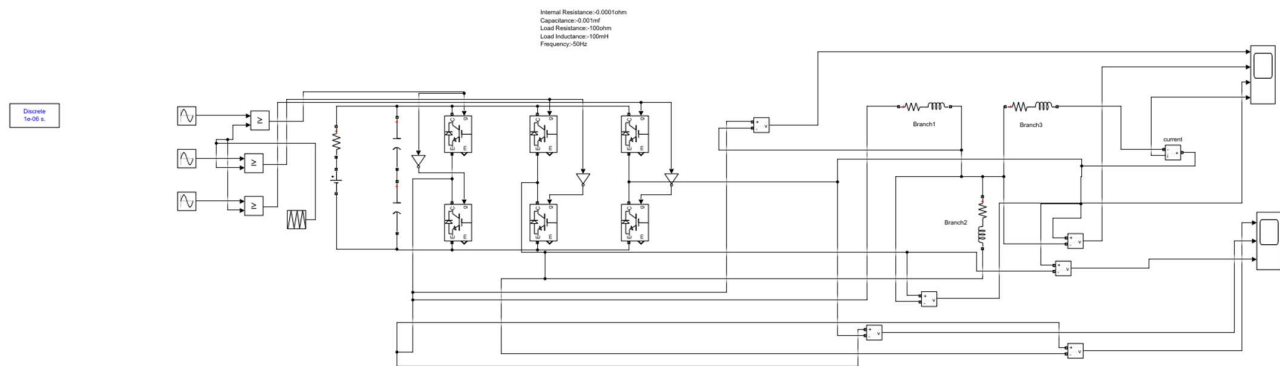 Internal Resistance:-0.0001ohm
Capacitance:-0.001mf
Load Resistance:-100ohm
Load Inductance:-100mH
Frequency:-50Hz
Discrete
1e-06 s.
Branch1
Branch3
current
Branch2